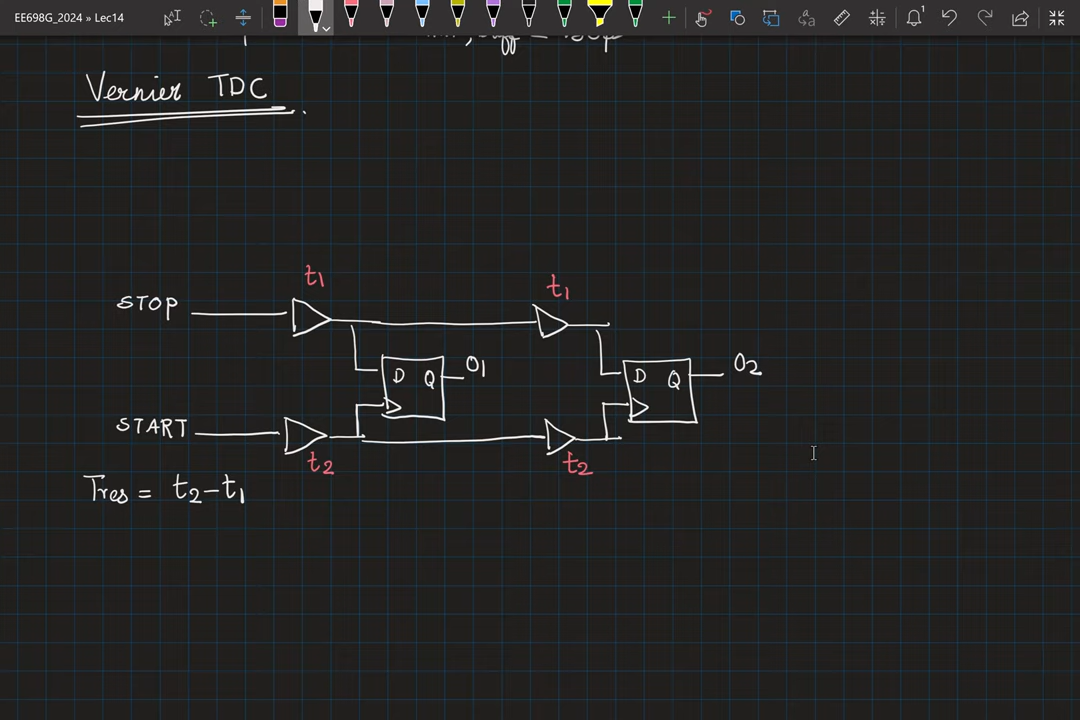 EE698G_2024 » Lec14
Vernier TDC
t1
t1
STOP
D Q
O1
D Q
O2
START
t2
t2
Tres = t2-t1